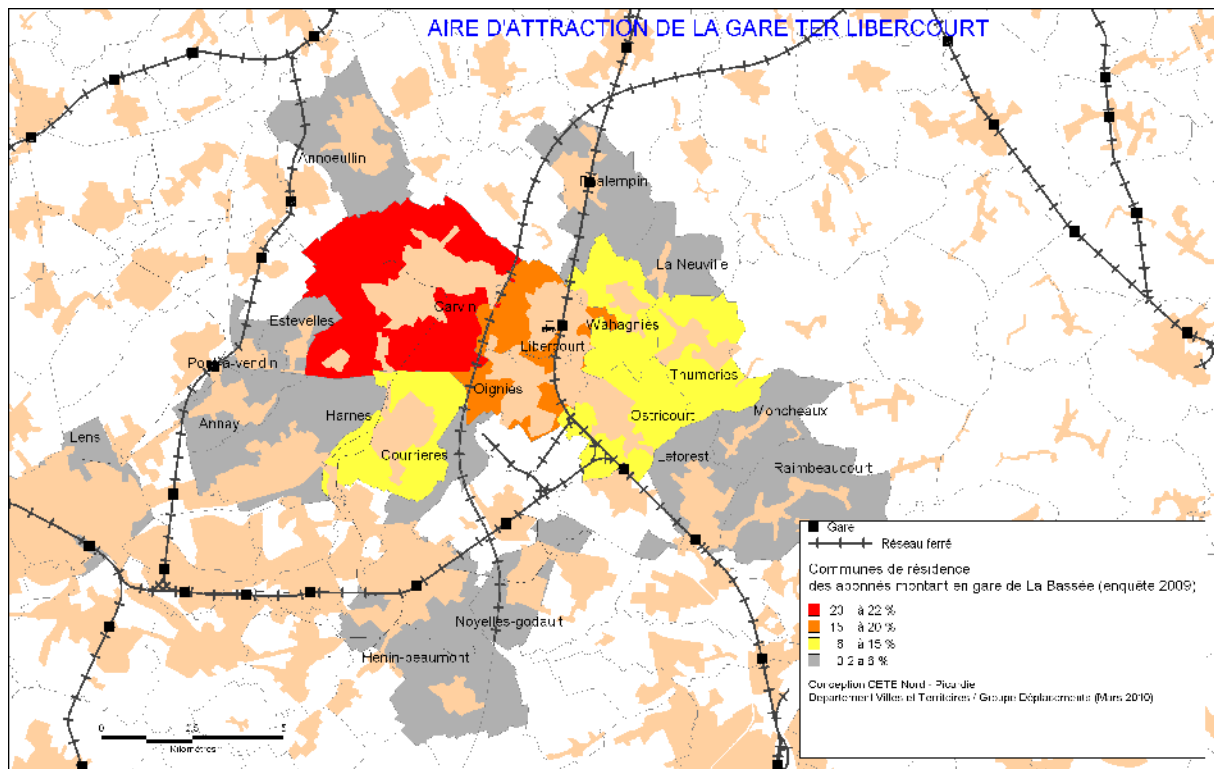 AIRE D'ATTRACTION DE LA GARE TER LIBERCOURT
Annoeullin
Phalempin
La Neuville
Estevelles
Carvin
Wahagnies
Libercourt
Pont-a-vendin
Thumeries
Oignies
Harnes
Annay
Ostricourt
Moncheaux
Lens
Courrieres
Leforest
Raimbeaucourt
Noyelles-godault
Henin-beaumont
Gare
Réseau ferré
Communes de résidence
des abonnés montant en gare de La Bassée (enquête 2009)
20 à 22 %
15 à 20 %
6 à 15 %
0,2 à 6 %
Conception CETE Nord - Picardie
Departement Villes et Territoires / Groupe Déplacements (Mars 2010)
0 2,5 5
Kilomètres